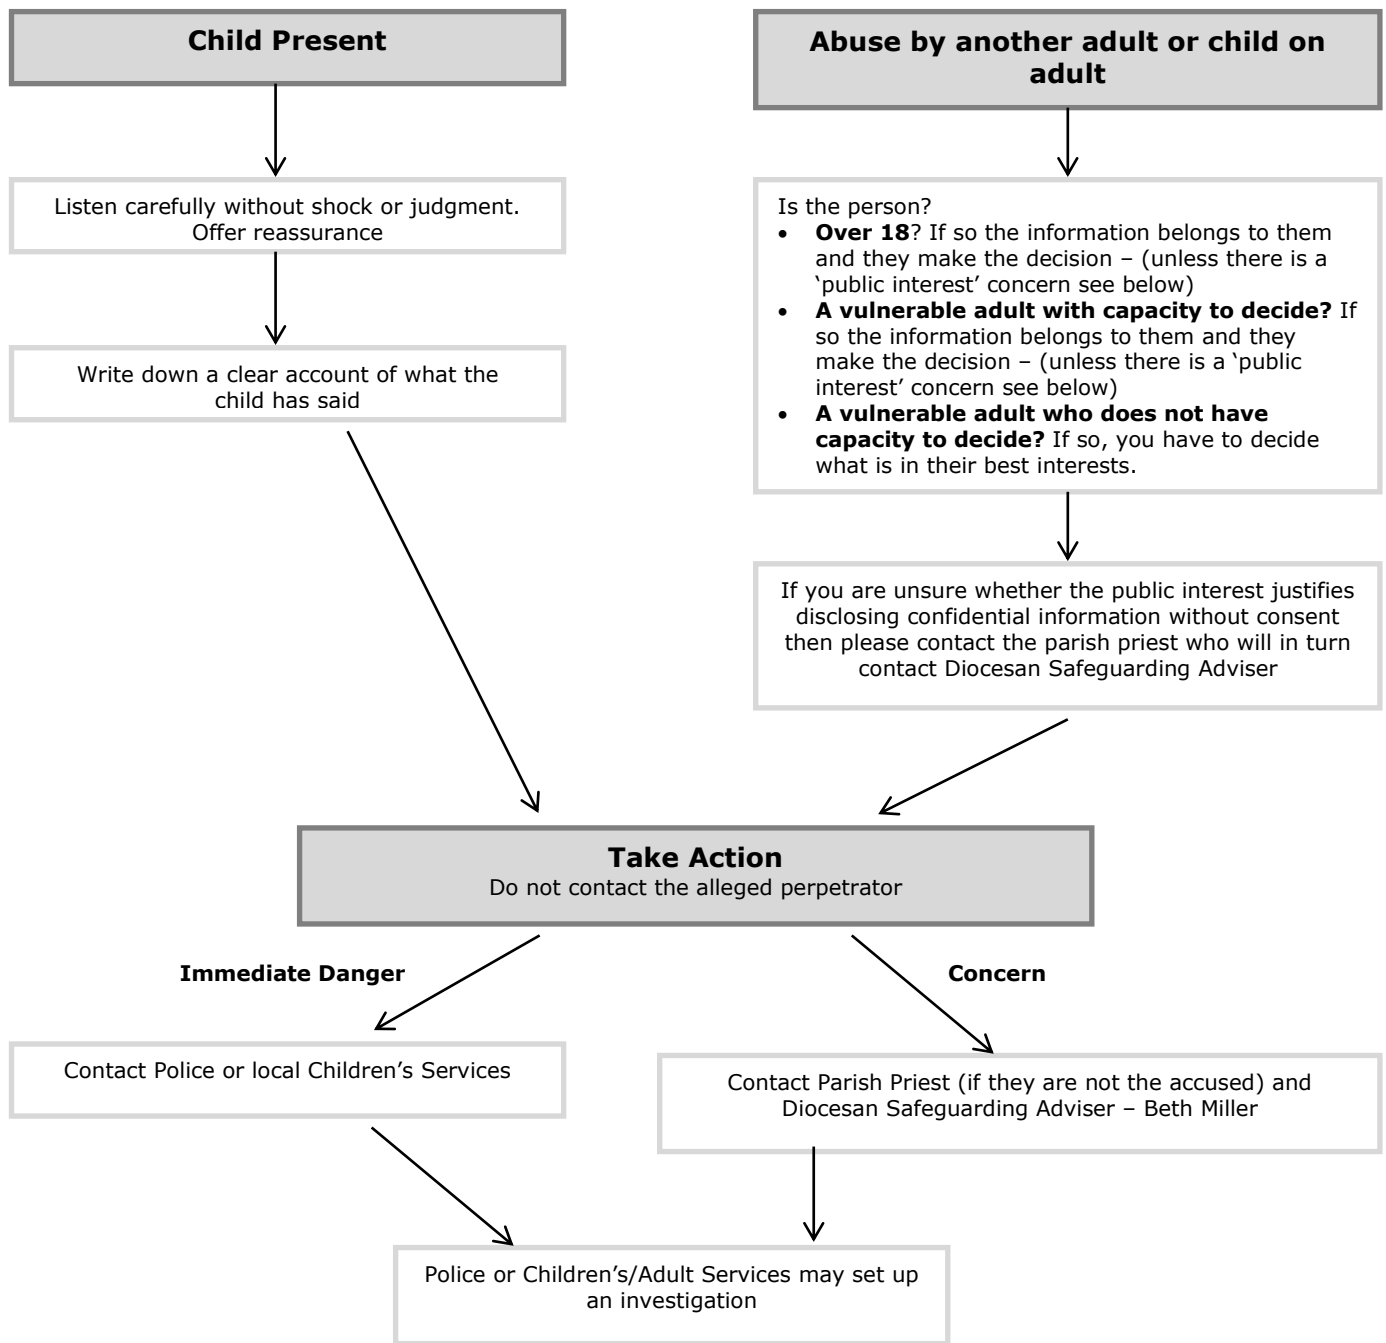 Child Present
Listen carefully without shock or judgment.
Offer reassurance
Write down a clear account of what the
child has said
Abuse by another adult or child on
adult
Is the person?
• Over 18? If so the information belongs to them
and they make the decision – (unless there is a
‘public interest’ concern see below)
• A vulnerable adult with capacity to decide? If
so the information belongs to them and they
make the decision – (unless there is a ‘public
interest’ concern see below)
• A vulnerable adult who does not have
capacity to decide? If so, you have to decide
what is in their best interests.
If you are unsure whether the public interest justifies
disclosing confidential information without consent
then please contact the parish priest who will in turn
contact Diocesan Safeguarding Adviser
Take Action
Do not contact the alleged perpetrator
Immediate Danger
Concern
Contact Police or local Children’s Services
Contact Parish Priest (if they are not the accused) and
Diocesan Safeguarding Adviser – Beth Miller
Police or Children’s/Adult Services may set up
an investigation